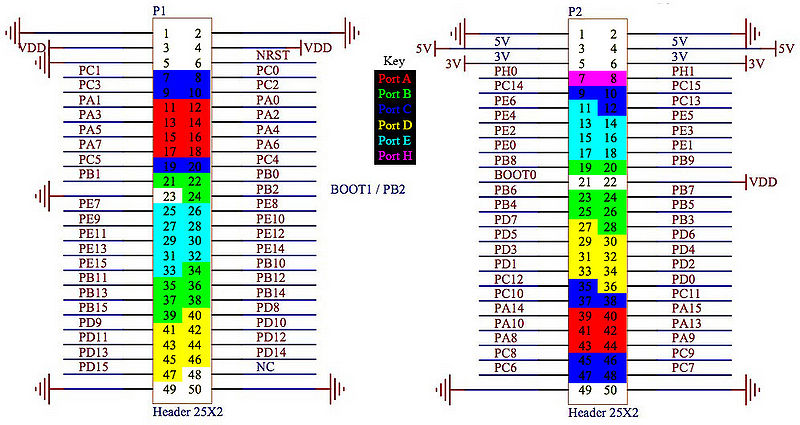 P1
1 2
VDD 3 4 VDD
5 6 NRST
PC1 7 8 PC0
PC3 9 10 PC2
PA1 11 12 PA0
PA3 13 14 PA2
PA5 15 16 PA4
PA7 17 18 PA6
PC5 19 20 PC4
PB1 21 22 PB0
23 24 PB2
PE7 25 26 PE8
PE9 27 28 PE10
PE11 29 30 PE12
PE13 31 32 PE14
PE15 33 34 PB10
PB11 35 36 PB12
PB13 37 38 PB14
PB15 39 40 PD8
PD9 41 42 PD10
PD11 43 44 PD12
PD13 45 46 PD14
PD15 47 48 NC
49 50
Header 25X2
Key
Port A
Port B
Port C
Port D
Port E
Port H
BOOT1 / PB2
P2
1 2
5V 5V 3 4 5V 5V
3V 3V 5 6 3V 3V
PH0 7 8 PH1
PC14 9 10 PC15
PE6 11 12 PC13
PE4 13 14 PE5
PE2 15 16 PE3
PE0 17 18 PE1
PB8 19 20 PB9
BOOT0 21 22 VDD
PB6 23 24 PB7
PB4 25 26 PB5
PD7 27 28 PB3
PD5 29 30 PD6
PD3 31 32 PD4
PD1 33 34 PD2
PC12 35 36 PD0
PC10 37 38 PC11
PA14 39 40 PA15
PA10 41 42 PA13
PA8 43 44 PA9
PC8 45 46 PC9
PC6 47 48 PC7
49 50
Header 25X2